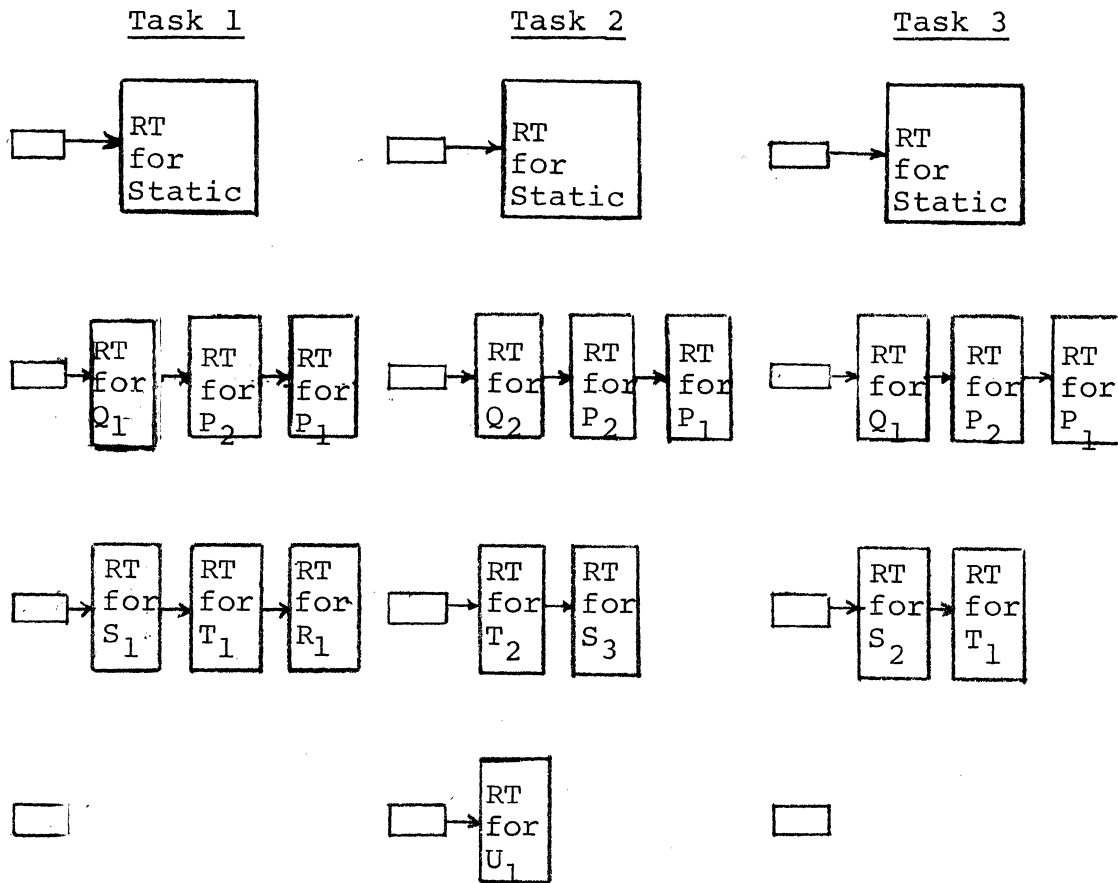 Task 1
Task 2
Task 3
RT
for
Static
RT
for
Static
RT
for
Static
RT
for
Q1
RT
for
P2
RT
for
P1
RT
for
Q2
RT
for
P2
RT
for
P1
RT
for
Q1
RT
for
P2
RT
for
P1
RT
for
S1
RT
for
T1
RT
for
R1
RT
for
T2
RT
for
S3
RT
for
S2
RT
for
T1
RT
for
U1